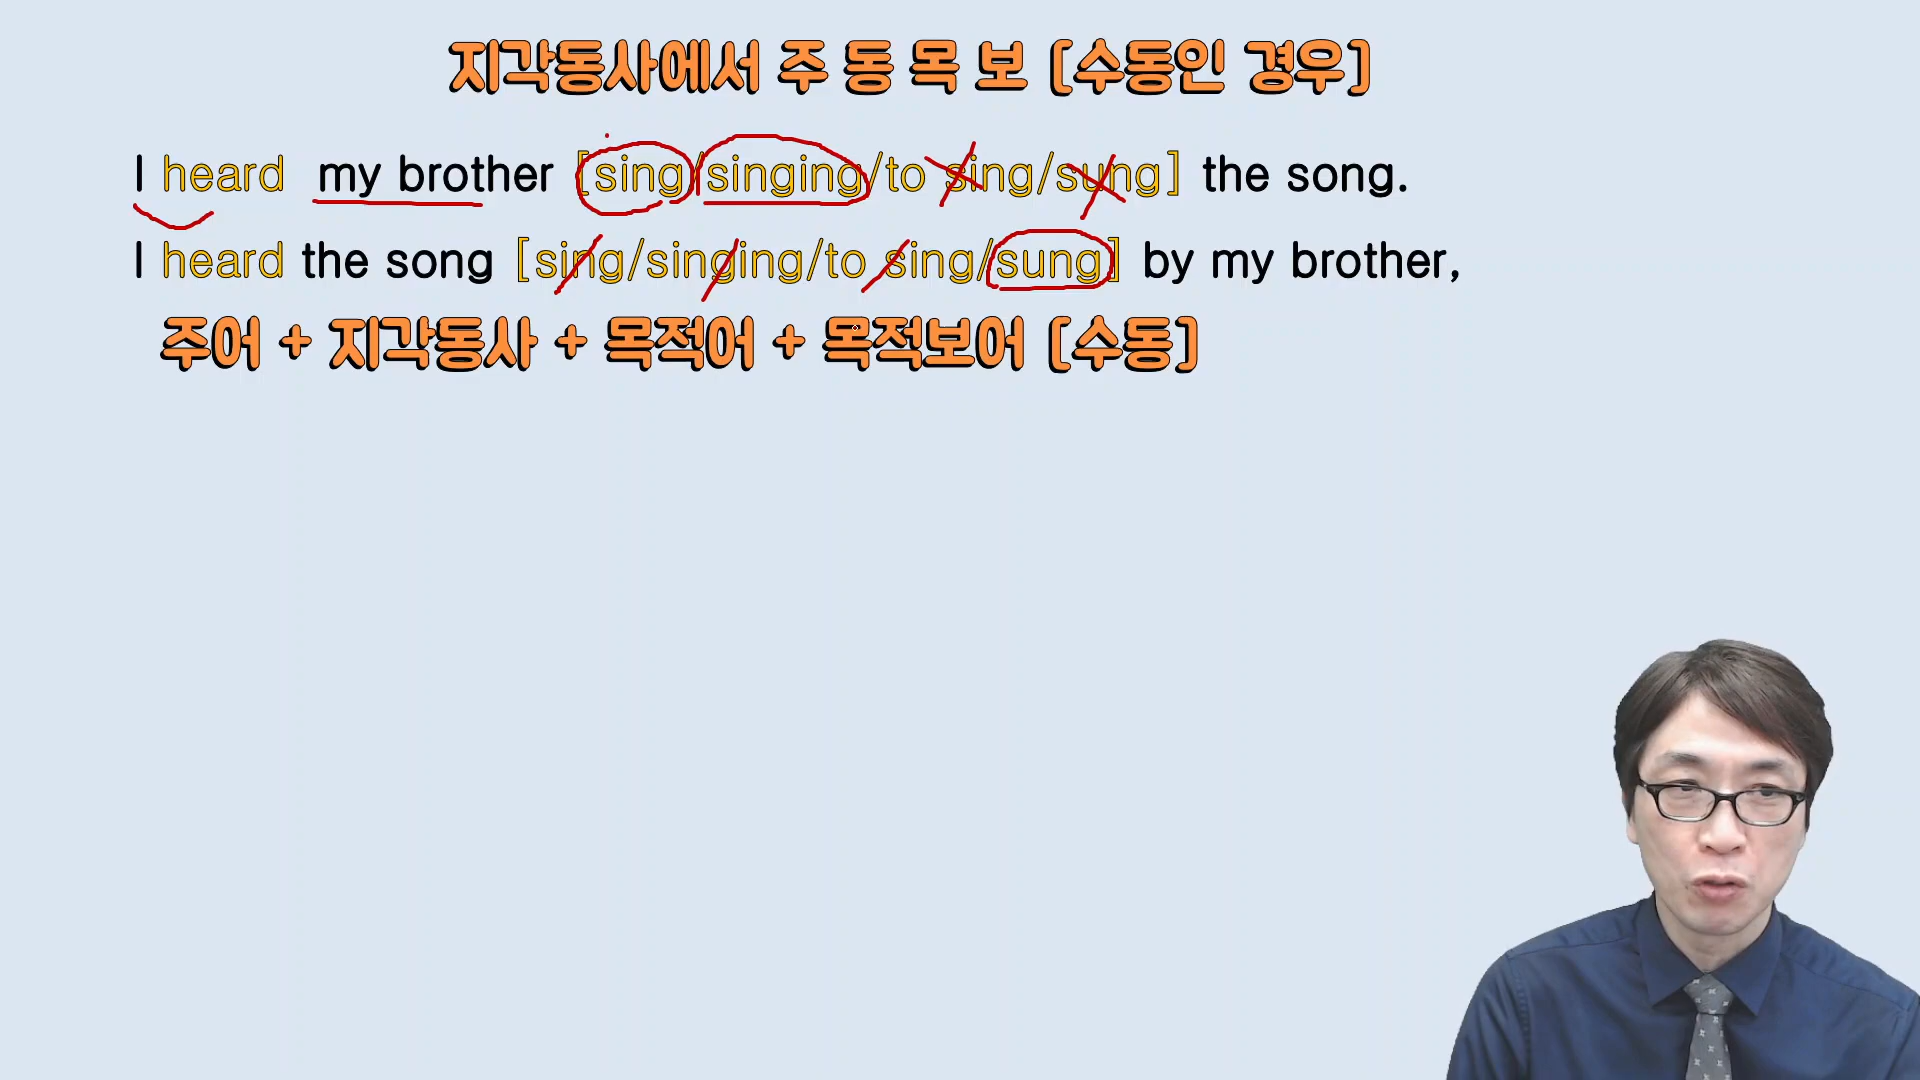 지각동사에서 주 동 목 보 [수동인 경우]
I heard my brother [sing/singing/to sing/sung] the song.
I heard the song [sing/singing/to sing/sung] by my brother,
주어 + 지각동사 + 목적어 + 목적보어 [수동]